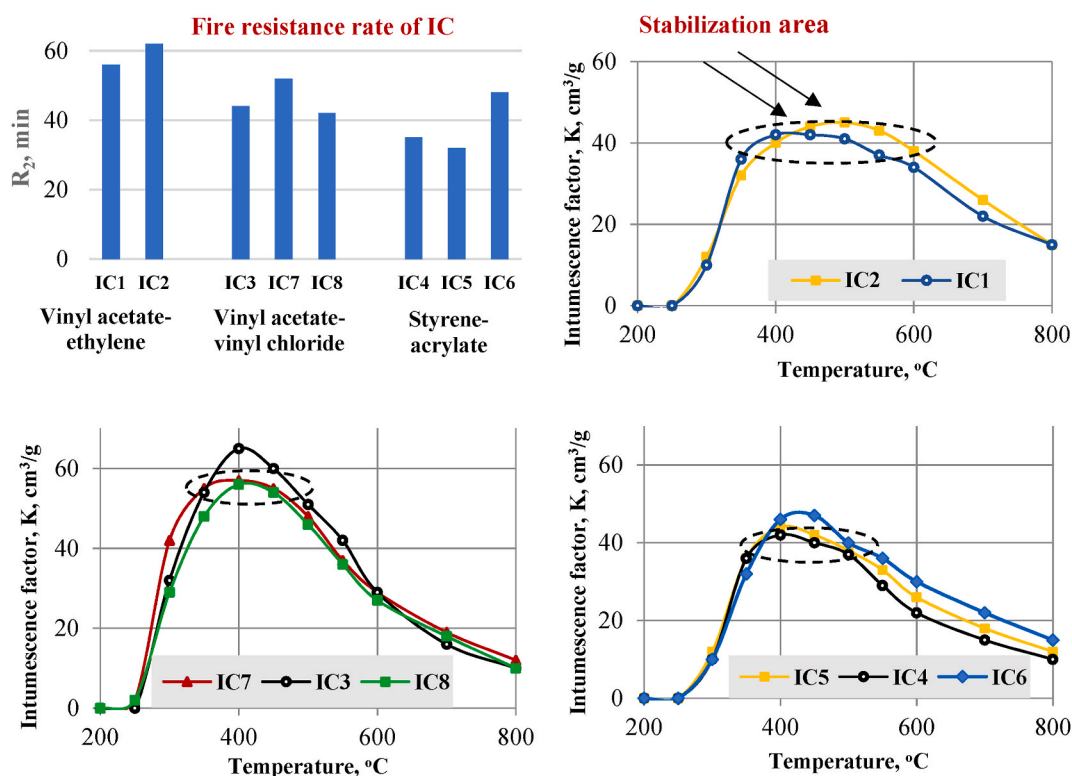 Fire resistance rate of IC
R₂, min
60
40
20
0
IC1 IC2 IC3 IC7 IC8 IC4 IC5 IC6
Vinyl acetate-
ethylene
Vinyl acetate-
vinyl chloride
Styrene-
acrylate
Stabilization area
Intumescence factor, K, cm³/g
60
40
20
0
IC2 IC1
200 400 600 800
Temperature, °C
Intumescence factor, K, cm³/g
60
40
20
0
IC7 IC3 IC8
200 400 600 800
Temperature, °C
Intumescence factor, K, cm³/g
60
40
20
0
IC5 IC4 IC6
200 400 600 800
Temperature, °C